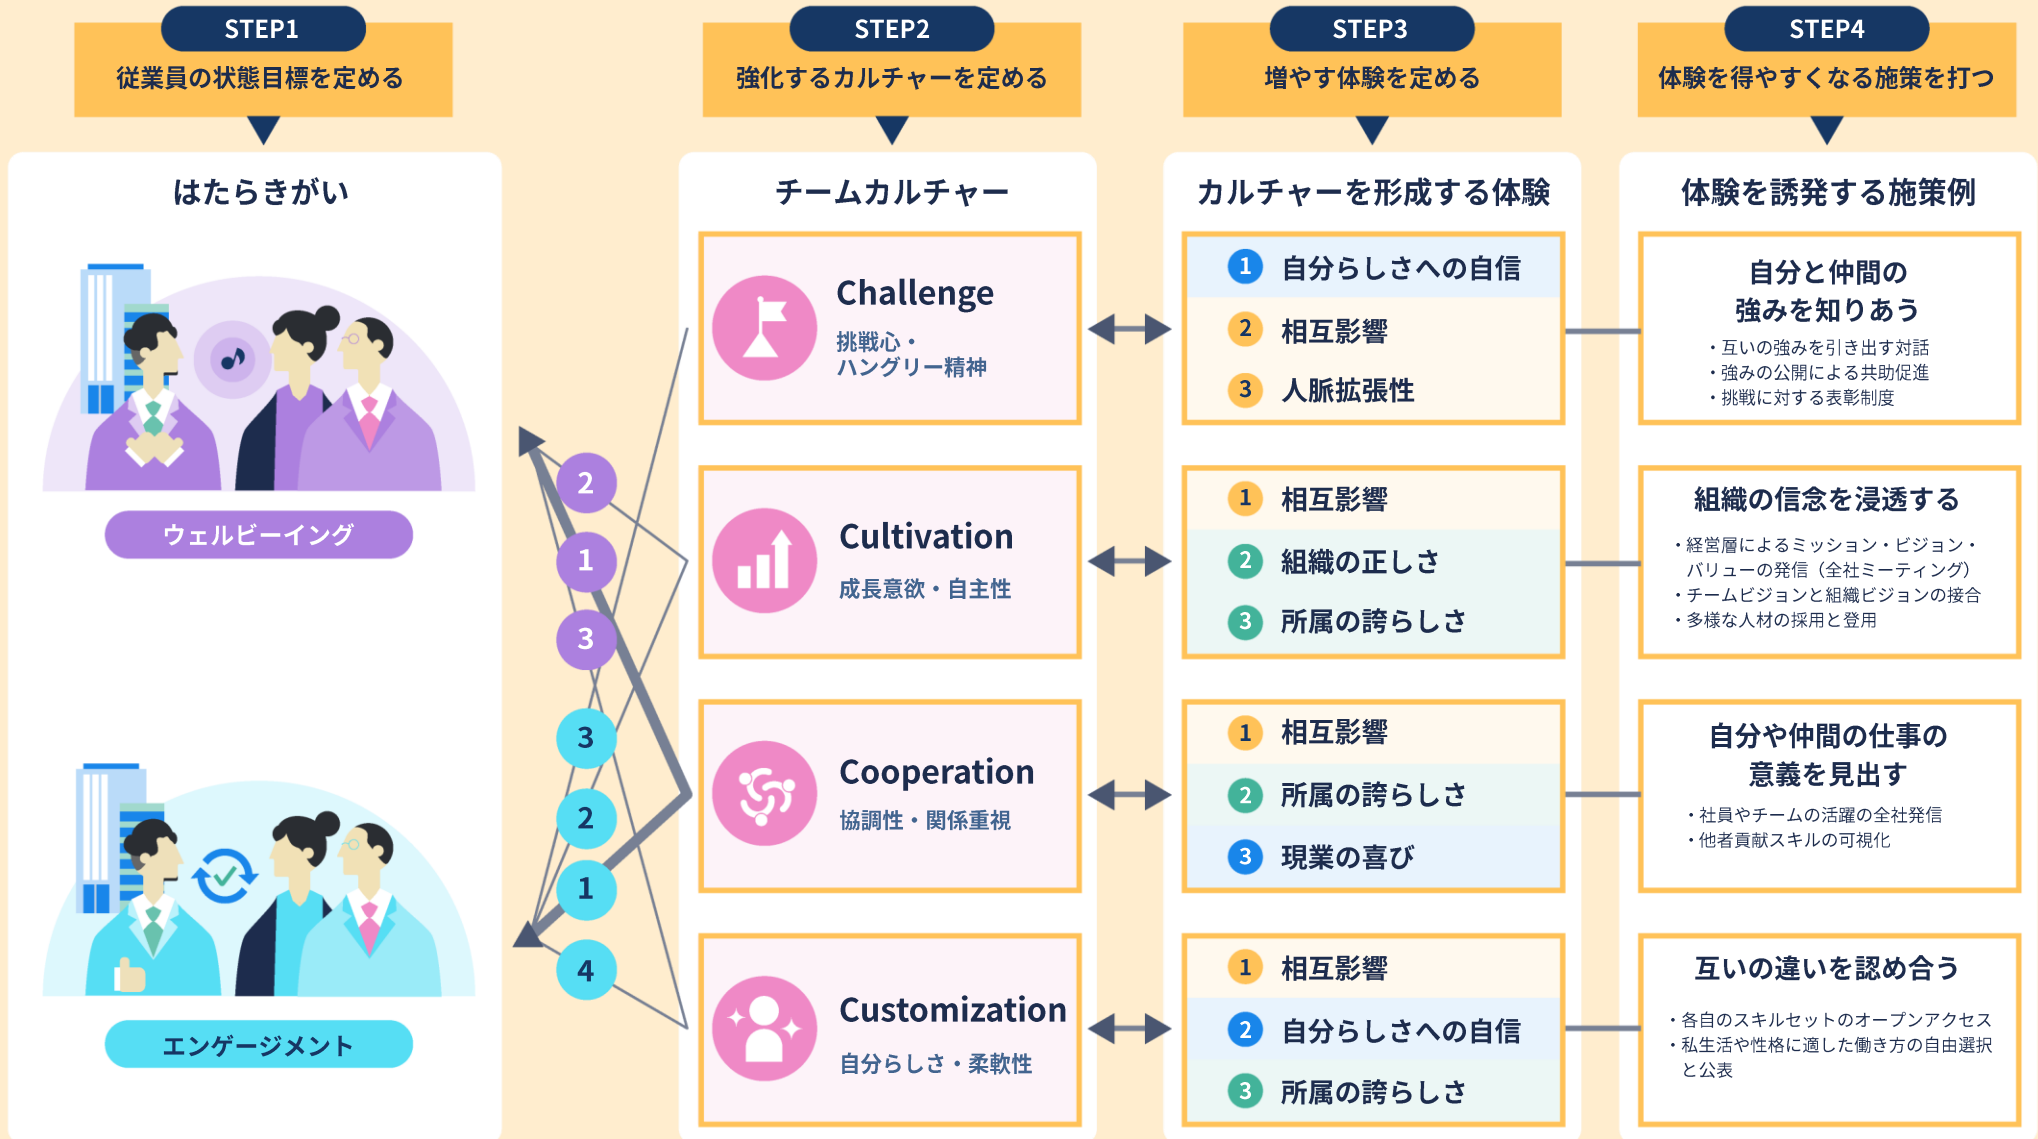 STEP1
従業員の状態目標を定める
はたらきがい
ウェルビーイング
エンゲージメント
2
1
3
3
2
1
4
STEP2
強化するカルチャーを定める
チームカルチャー
Challenge
挑戦心・
ハングリー精神
Cultivation
成長意欲・自主性
Cooperation
協調性・関係重視
Customization
自分らしさ・柔軟性
STEP3
増やす体験を定める
カルチャーを形成する体験
1 自分らしさへの自信
2 相互影響
3 人脈拡張性
1 相互影響
2 組織の正しさ
3 所属の誇らしさ
1 相互影響
2 所属の誇らしさ
3 現業の喜び
1 相互影響
2 自分らしさへの自信
3 所属の誇らしさ
STEP4
体験を得やすくなる施策を打つ
体験を誘発する施策例
自分と仲間の
強みを知りあう
・互いの強みを引き出す対話
・強みの公開による共助促進
・挑戦に対する表彰制度
組織の信念を浸透する
・経営層によるミッション・ビジョン・
バリューの発信（全社ミーティング）
・チームビジョンと組織ビジョンの接合
・多様な人材の採用と登用
自分や仲間の仕事の
意義を見出す
・社員やチームの活躍の全社発信
・他者貢献スキルの可視化
互いの違いを認め合う
・各自のスキルセットのオープンアクセス
・私生活や性格に適した働き方の自由選択
と公表